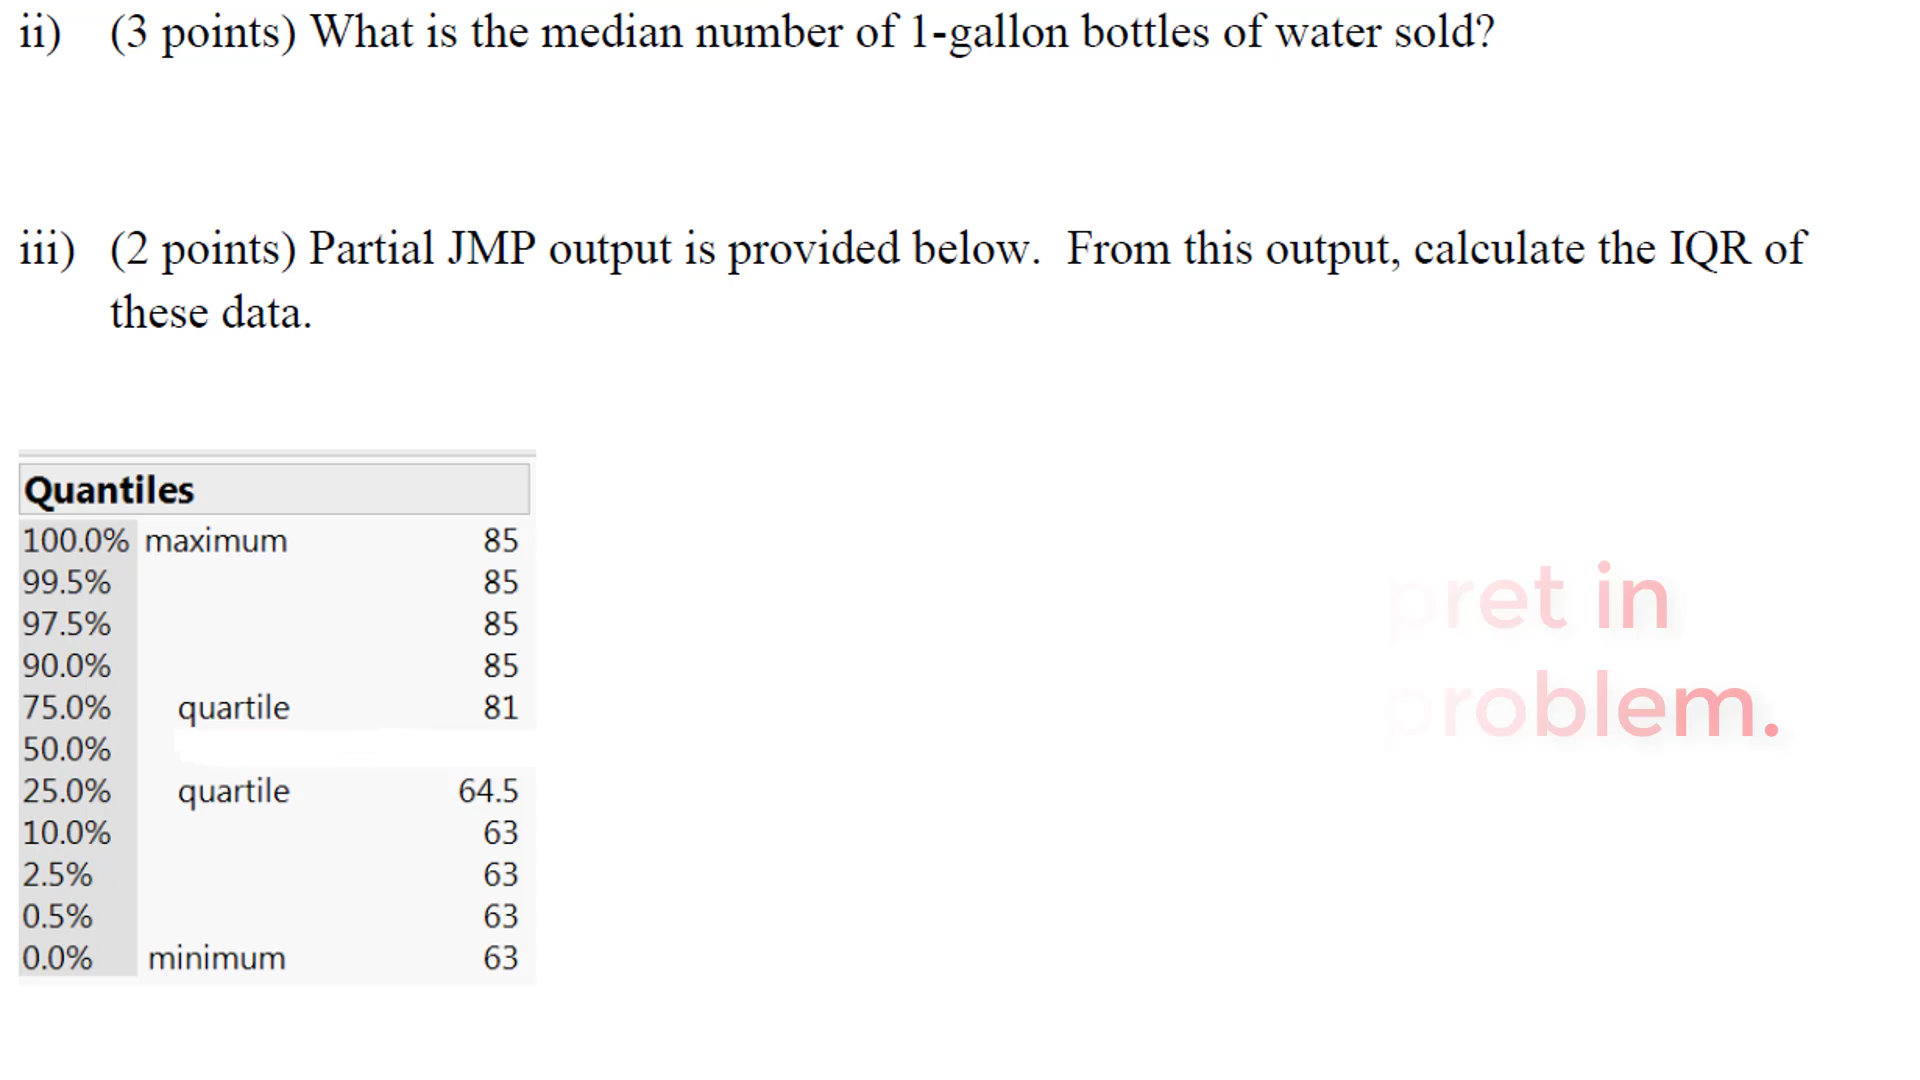 ii) (3 points) What is the median number of 1-gallon bottles of water sold?
iii) (2 points) Partial JMP output is provided below. From this output, calculate the IQR of
these data.
Quantiles
100.0% maximum 85
99.5% 85
97.5% 85
90.0% 85
75.0% quartile 81
50.0%
25.0% quartile 64.5
10.0% 63
2.5% 63
0.5% 63
0.0% minimum 63
pret in
problem.